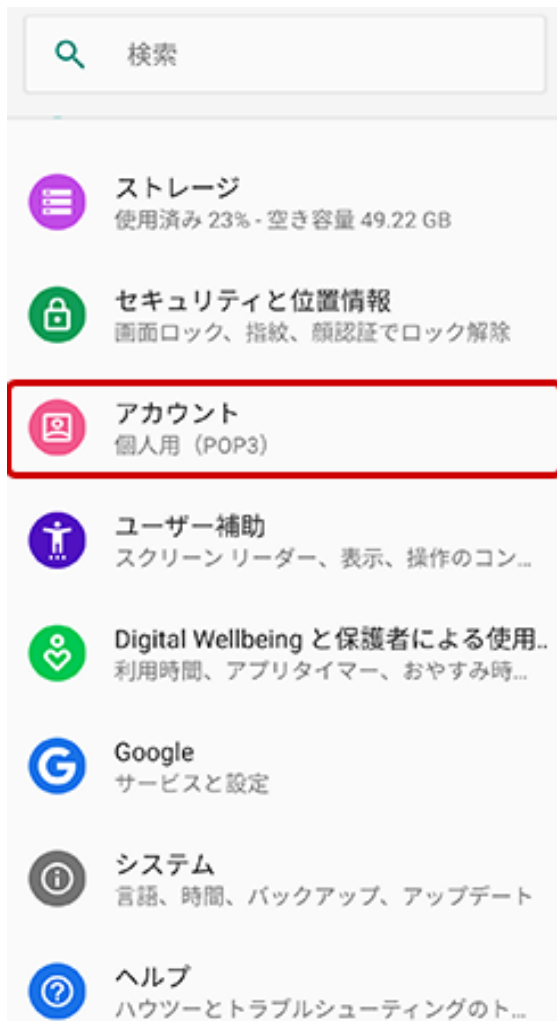 検索
ストレージ
使用済み 23% - 空き容量 49.22 GB
セキュリティと位置情報
画面ロック、指紋、顔認証でロック解除
アカウント
個人用（POP3）
ユーザー補助
スクリーン リーダー、表示、操作のコン...
Digital Wellbeing と保護者による使用..
利用時間、アプリタイマー、おやすみ時...
Google
サービスと設定
システム
言語、時間、バックアップ、アップデート
ヘルプ
ハウツーとトラブルシューティングのト...